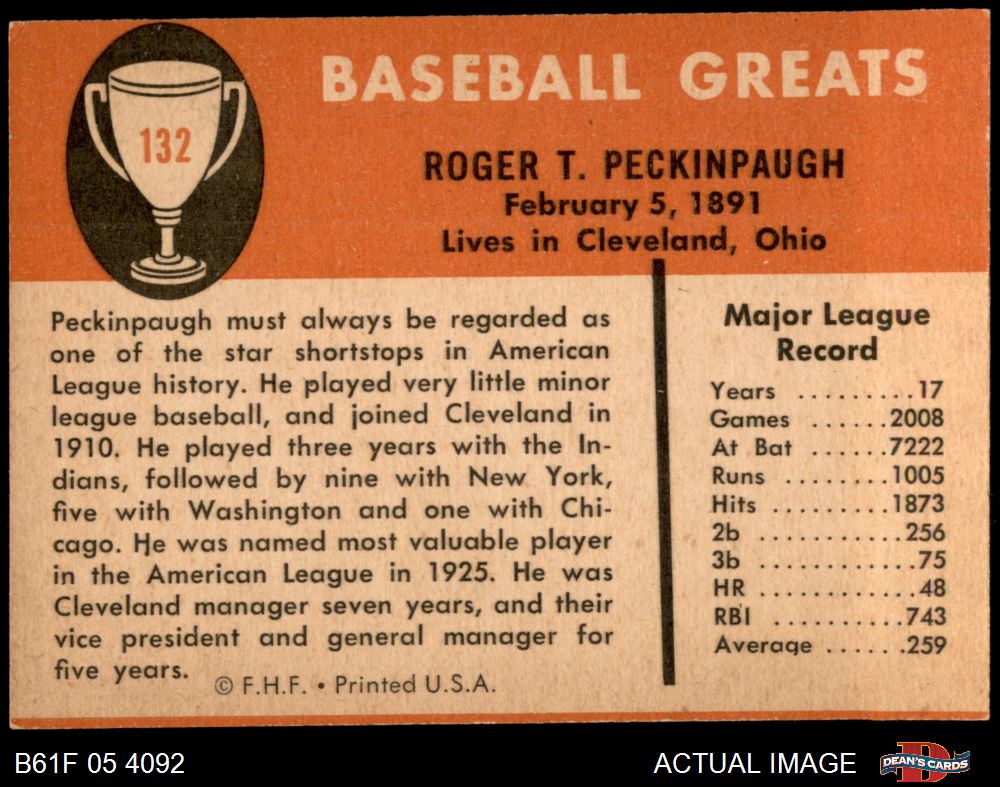 132
BASEBALL GREATS
ROGER T. PECKINPAUGH
February 5, 1891
Lives in Cleveland, Ohio
Peckinpaugh must always be regarded as
one of the star shortstops in American
League history. He played very little minor
league baseball, and joined Cleveland in
1910. He played three years with the In-
dians, followed by nine with New York,
five with Washington and one with Chi-
cago. He was named most valuable player
in the American League in 1925. He was
Cleveland manager seven years, and their
vice president and general manager for
five years.
© F.H.F. • Printed U.S.A.
Major League
Record
Years ..........17
Games ......2008
At Bat ......7222
Runs ........1005
Hits .........1873
2b ...........256
3b ............75
HR ............48
RBI ..........743
Average ......259
B61F 05 4092
ACTUAL IMAGE
D
DEAN'S CARDS